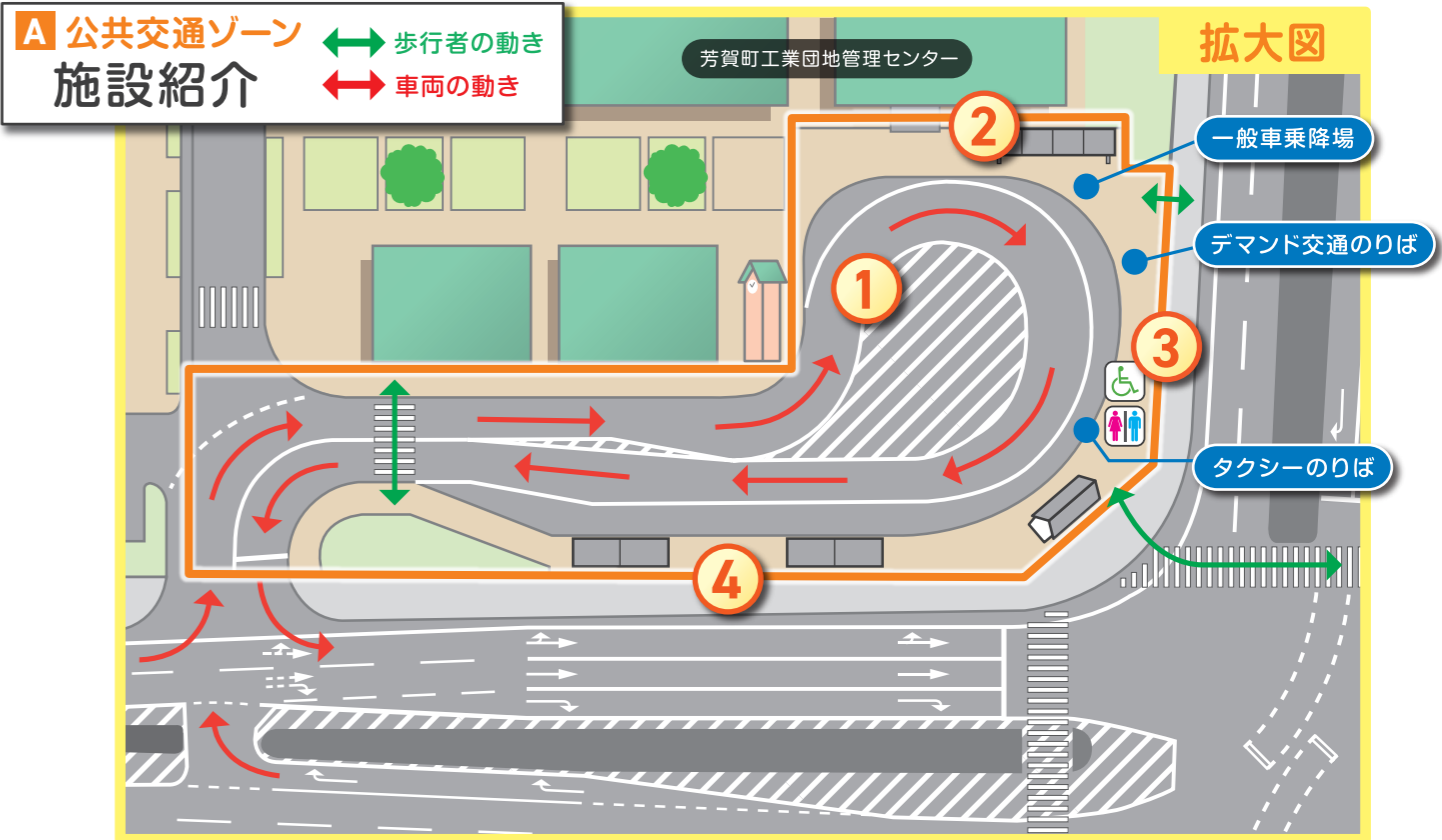 A 公共交通ゾーン
施設紹介
歩行者の動き
車両の動き
芳賀町工業団地管理センター
拡大図
2
一般車乗降場
デマンド交通のりば
1
3
タクシーのりば
4